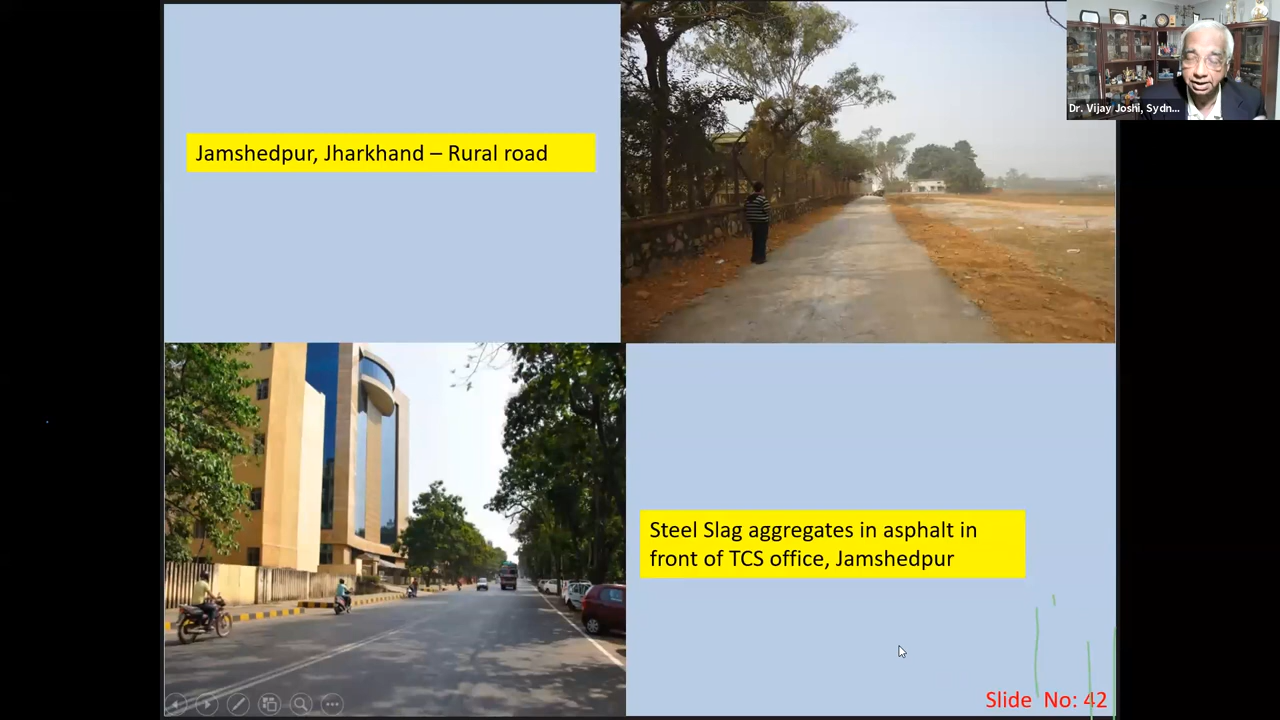 Jamshedpur, Jharkhand – Rural road
Dr. Vijay Joshi, Sydn...
Steel Slag aggregates in asphalt in
front of TCS office, Jamshedpur
Slide No: 42